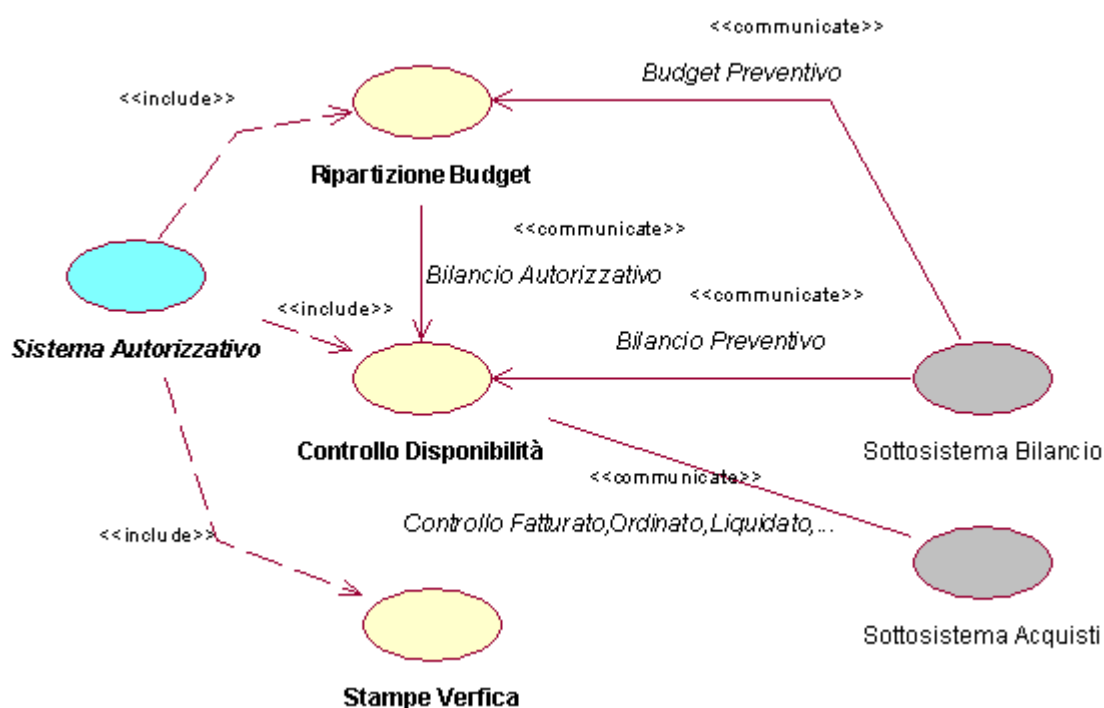 <<communicate>>
Budget Preventivo
<<include>>
Ripartizione Budget
<<communicate>>
Bilancio Autorizzativo
<<communicate>>
<<include>>
Sistema Autorizzativo
Bilancio Preventivo
Controllo Disponibilità
Sottosistema Bilancio
<<communicate>>
Controllo Fatturato,Ordinato,Liquidato,...
<<include>>
Sottosistema Acquisti
Stampe Verfica